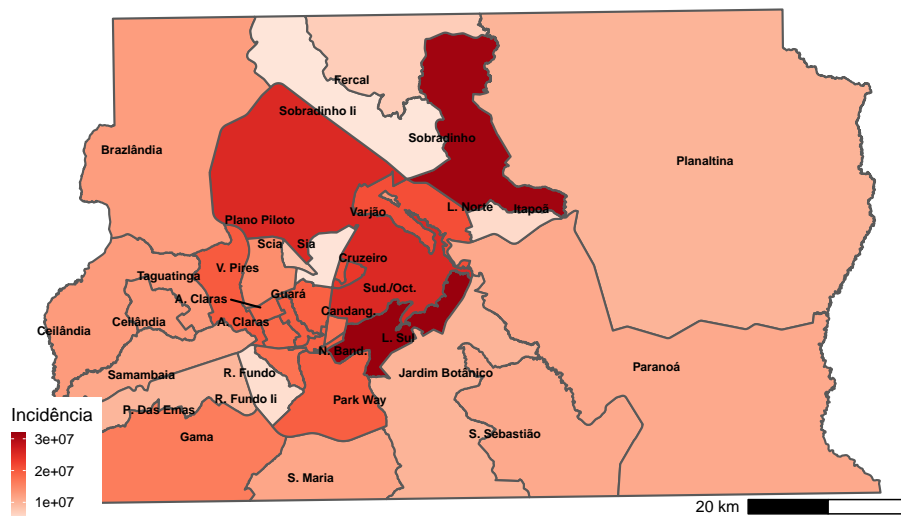 Fercal
Sobradinho Ii
Sobradinho
Brazlândia
Planaltina
L. Norte
Itapoã
Varjão
Plano Piloto
Scia
Sia
Cruzeiro
V. Pires
Taguatinga
Sud./Oct.
Guará
A. Claras
Candang.
Ceilândia
Ceilândia
A. Claras
L. Sul
N. Band.
Paranoá
Jardim Botânico
R. Fundo
Samambaia
R. Fundo Ii
Park Way
P. Das Emas
Incidência
3e+07
2e+07
1e+07
Gama
S. Sebastião
S. Maria
20 km